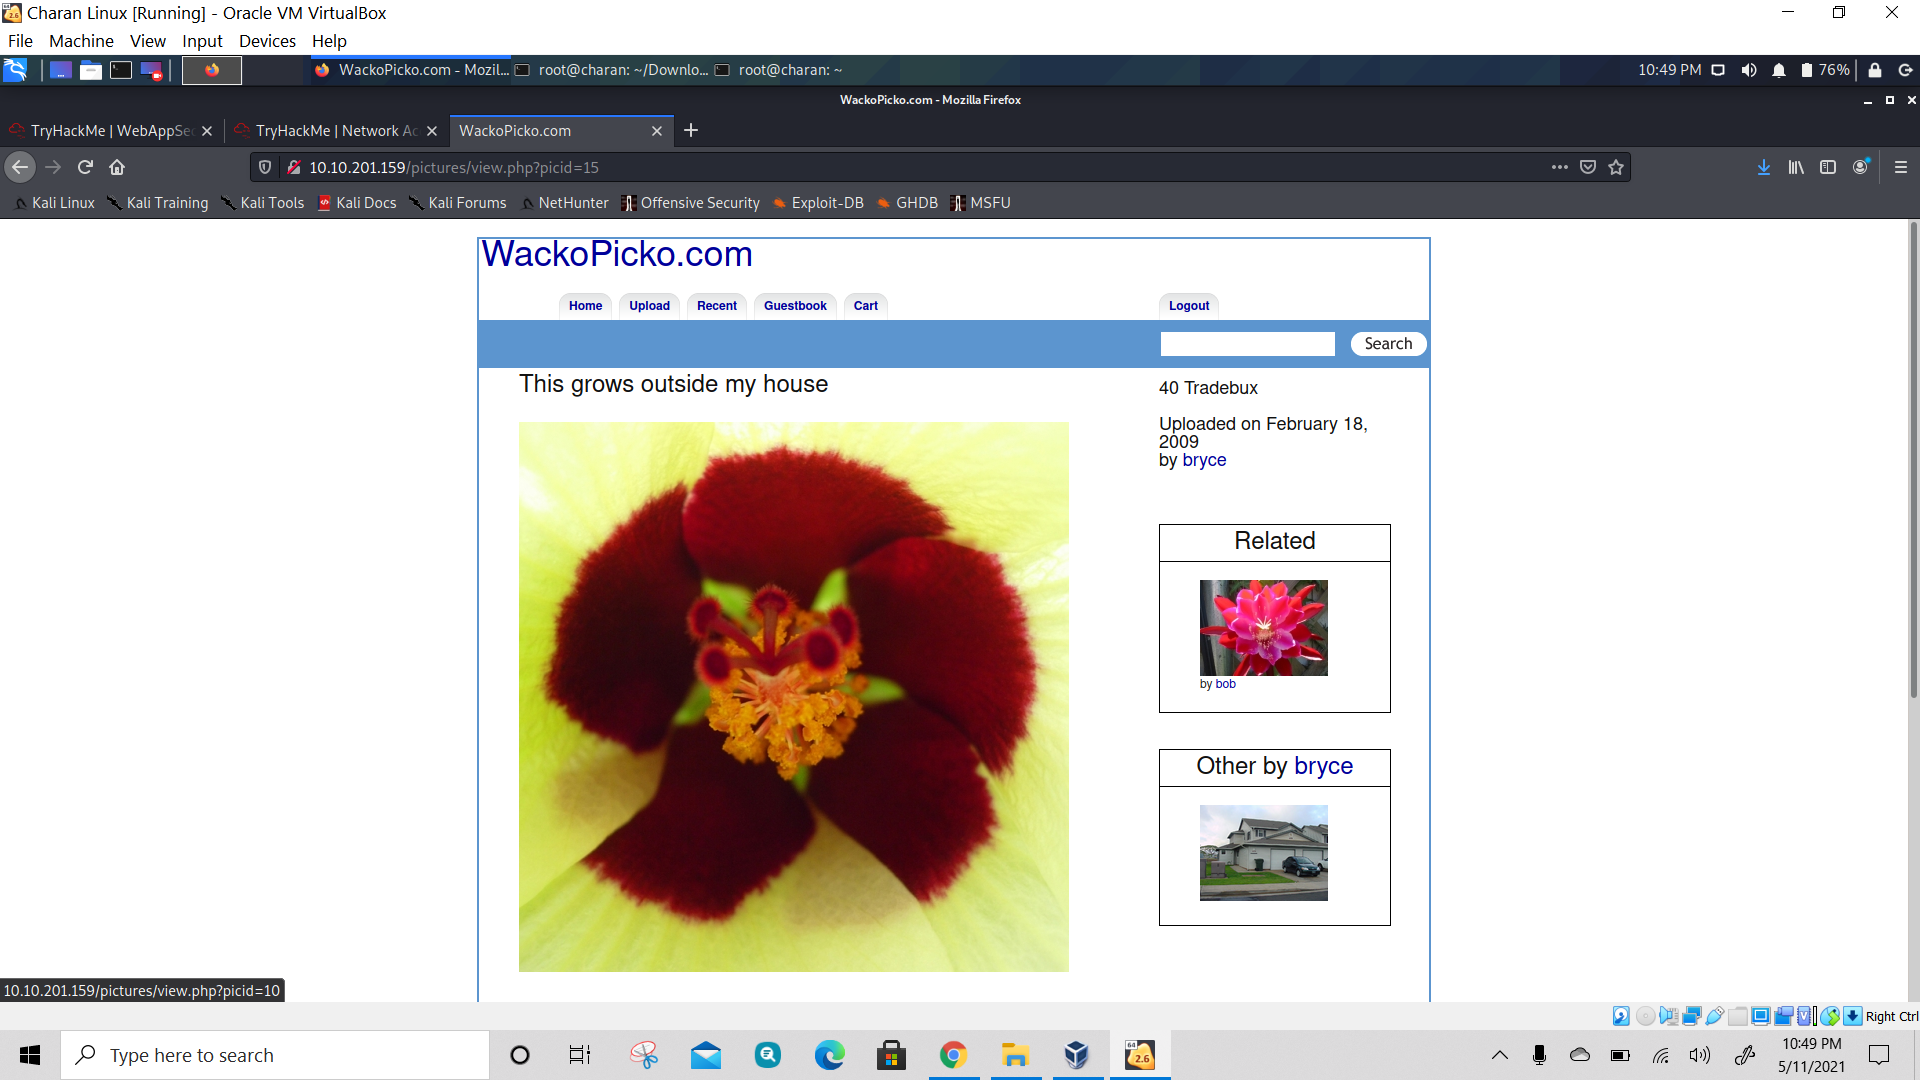 Charan Linux [Running] - Oracle VM VirtualBox
File Machine View Input Devices Help
WackoPicko.com - Mozil... root@charan: ~/Downlo... root@charan: ~ 10:49 PM 76%
WackoPicko.com - Mozilla Firefox
TryHackMe | WebAppSec TryHackMe | Network Ac WackoPicko.com
10.10.201.159/pictures/view.php?picid=15
Kali Linux Kali Training Kali Tools Kali Docs Kali Forums NetHunter Offensive Security Exploit-DB GHDB MSFU
WackoPicko.com
Home Upload Recent Guestbook Cart Logout
Search
This grows outside my house
40 Tradebux
Uploaded on February 18,
2009
by bryce
Related
by bob
Other by bryce
10.10.201.159/pictures/view.php?picid=10
Right Ctrl
Type here to search
10:49 PM
5/11/2021